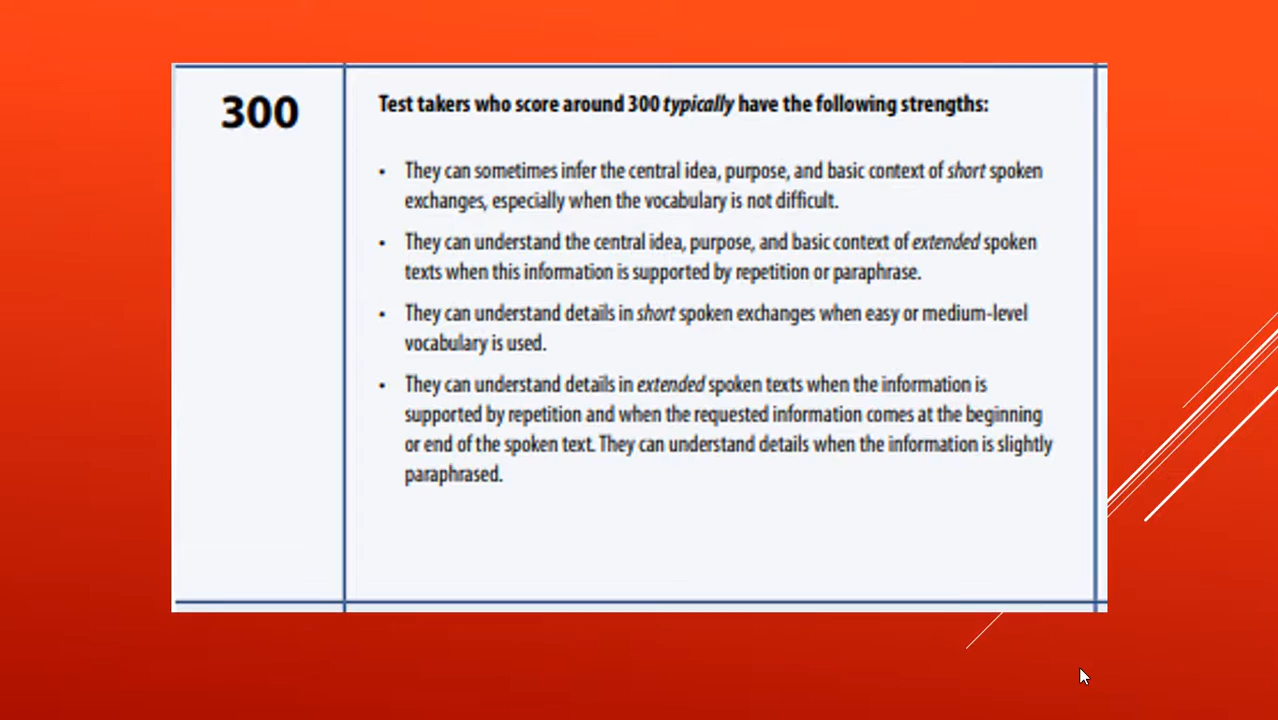 300
Test takers who score around 300 typically have the following strengths:
• They can sometimes infer the central idea, purpose, and basic context of short spoken
exchanges, especially when the vocabulary is not difficult.
• They can understand the central idea, purpose, and basic context of extended spoken
texts when this information is supported by repetition or paraphrase.
• They can understand details in short spoken exchanges when easy or medium-level
vocabulary is used.
• They can understand details in extended spoken texts when the information is
supported by repetition and when the requested information comes at the beginning
or end of the spoken text. They can understand details when the information is slightly
paraphrased.